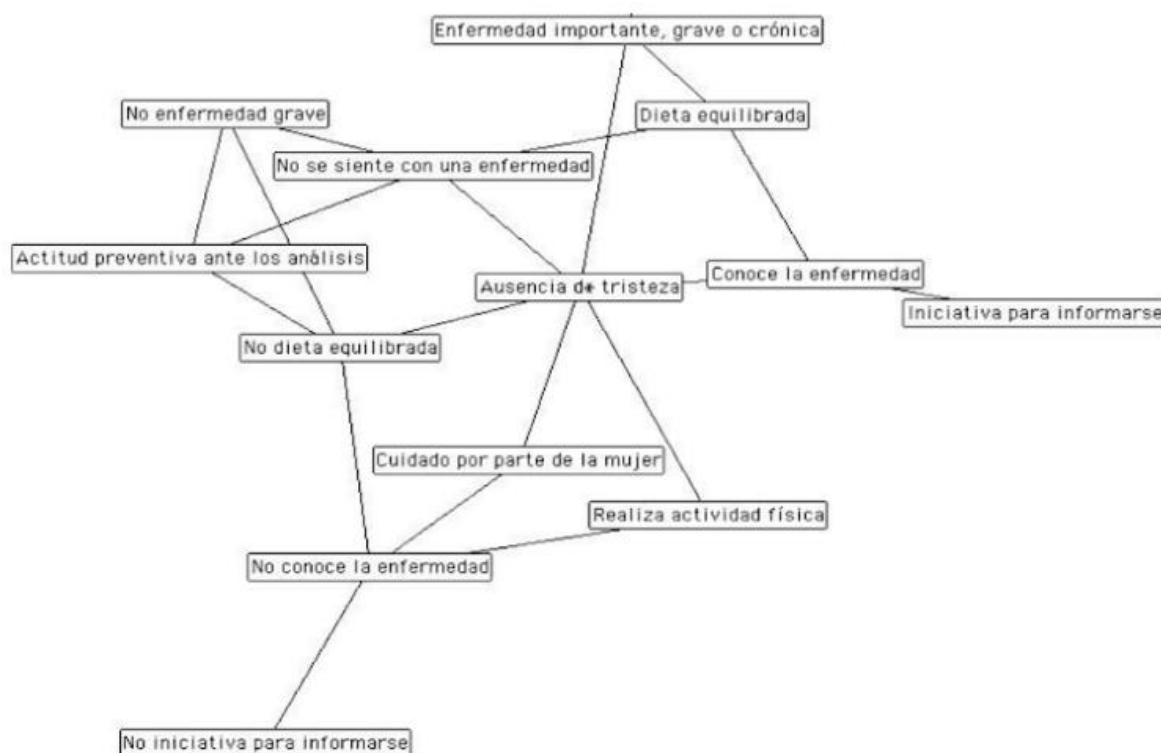 Enfermedad importante, grave o crónica
No enfermedad grave
Dieta equilibrada
No se siente con una enfermedad
Actitud preventiva ante los análisis
Conoce la enfermedad
Ausencia de tristeza
Iniciativa para informarse
No dieta equilibrada
Cuidado por parte de la mujer
Realiza actividad física
No conoce la enfermedad
No iniciativa para informarse